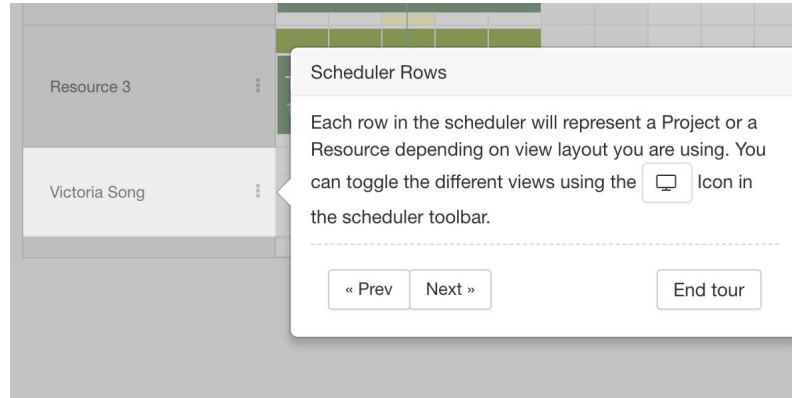 Resource 3
Scheduler Rows
Each row in the scheduler will represent a Project or a
Resource depending on view layout you are using. You
can toggle the different views using the Icon in
the scheduler toolbar.
Victoria Song
« Prev
Next »
End tour